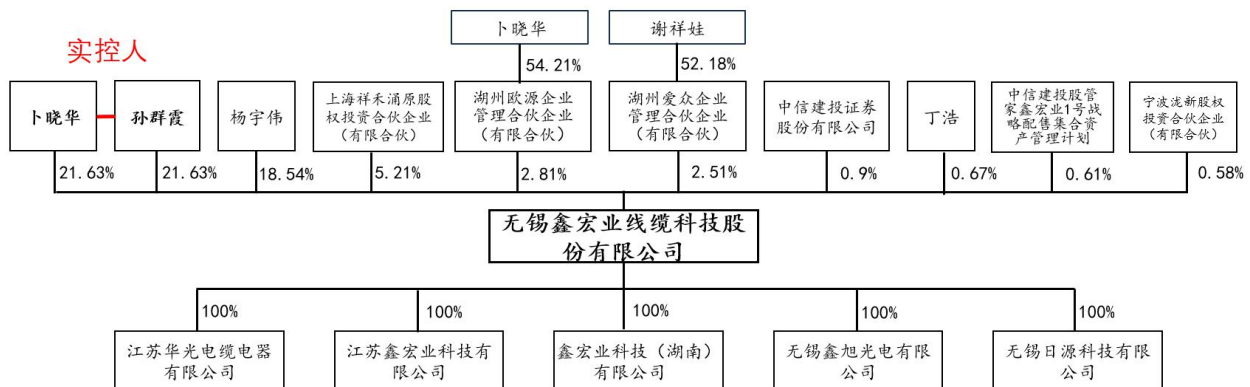 卜晓华
谢祥娃
实控人
54.21%
52.18%
卜晓华
孙群霞
杨宇伟
上海祥禾涌原股
权投资合伙企业
（有限合伙）
湖州欧源企业
管理合伙企业
（有限合伙）
湖州爱众企业
管理合伙企业
（有限合伙）
中信建投证券
股份有限公司
丁浩
中信建投股管
家鑫宏业1号战
略配售集合资
产管理计划
宁波泷新股权
投资合伙企业
（有限合伙）
21.63%
21.63%
18.54%
5.21%
2.81%
2.51%
0.9%
0.67%
0.61%
0.58%
无锡鑫宏业线缆科技股
份有限公司
100%
100%
100%
100%
100%
江苏华光电缆电器
有限公司
江苏鑫宏业科技有
限公司
鑫宏业科技（湖南）
有限公司
无锡鑫旭光电有限
公司
无锡日源科技有限
公司